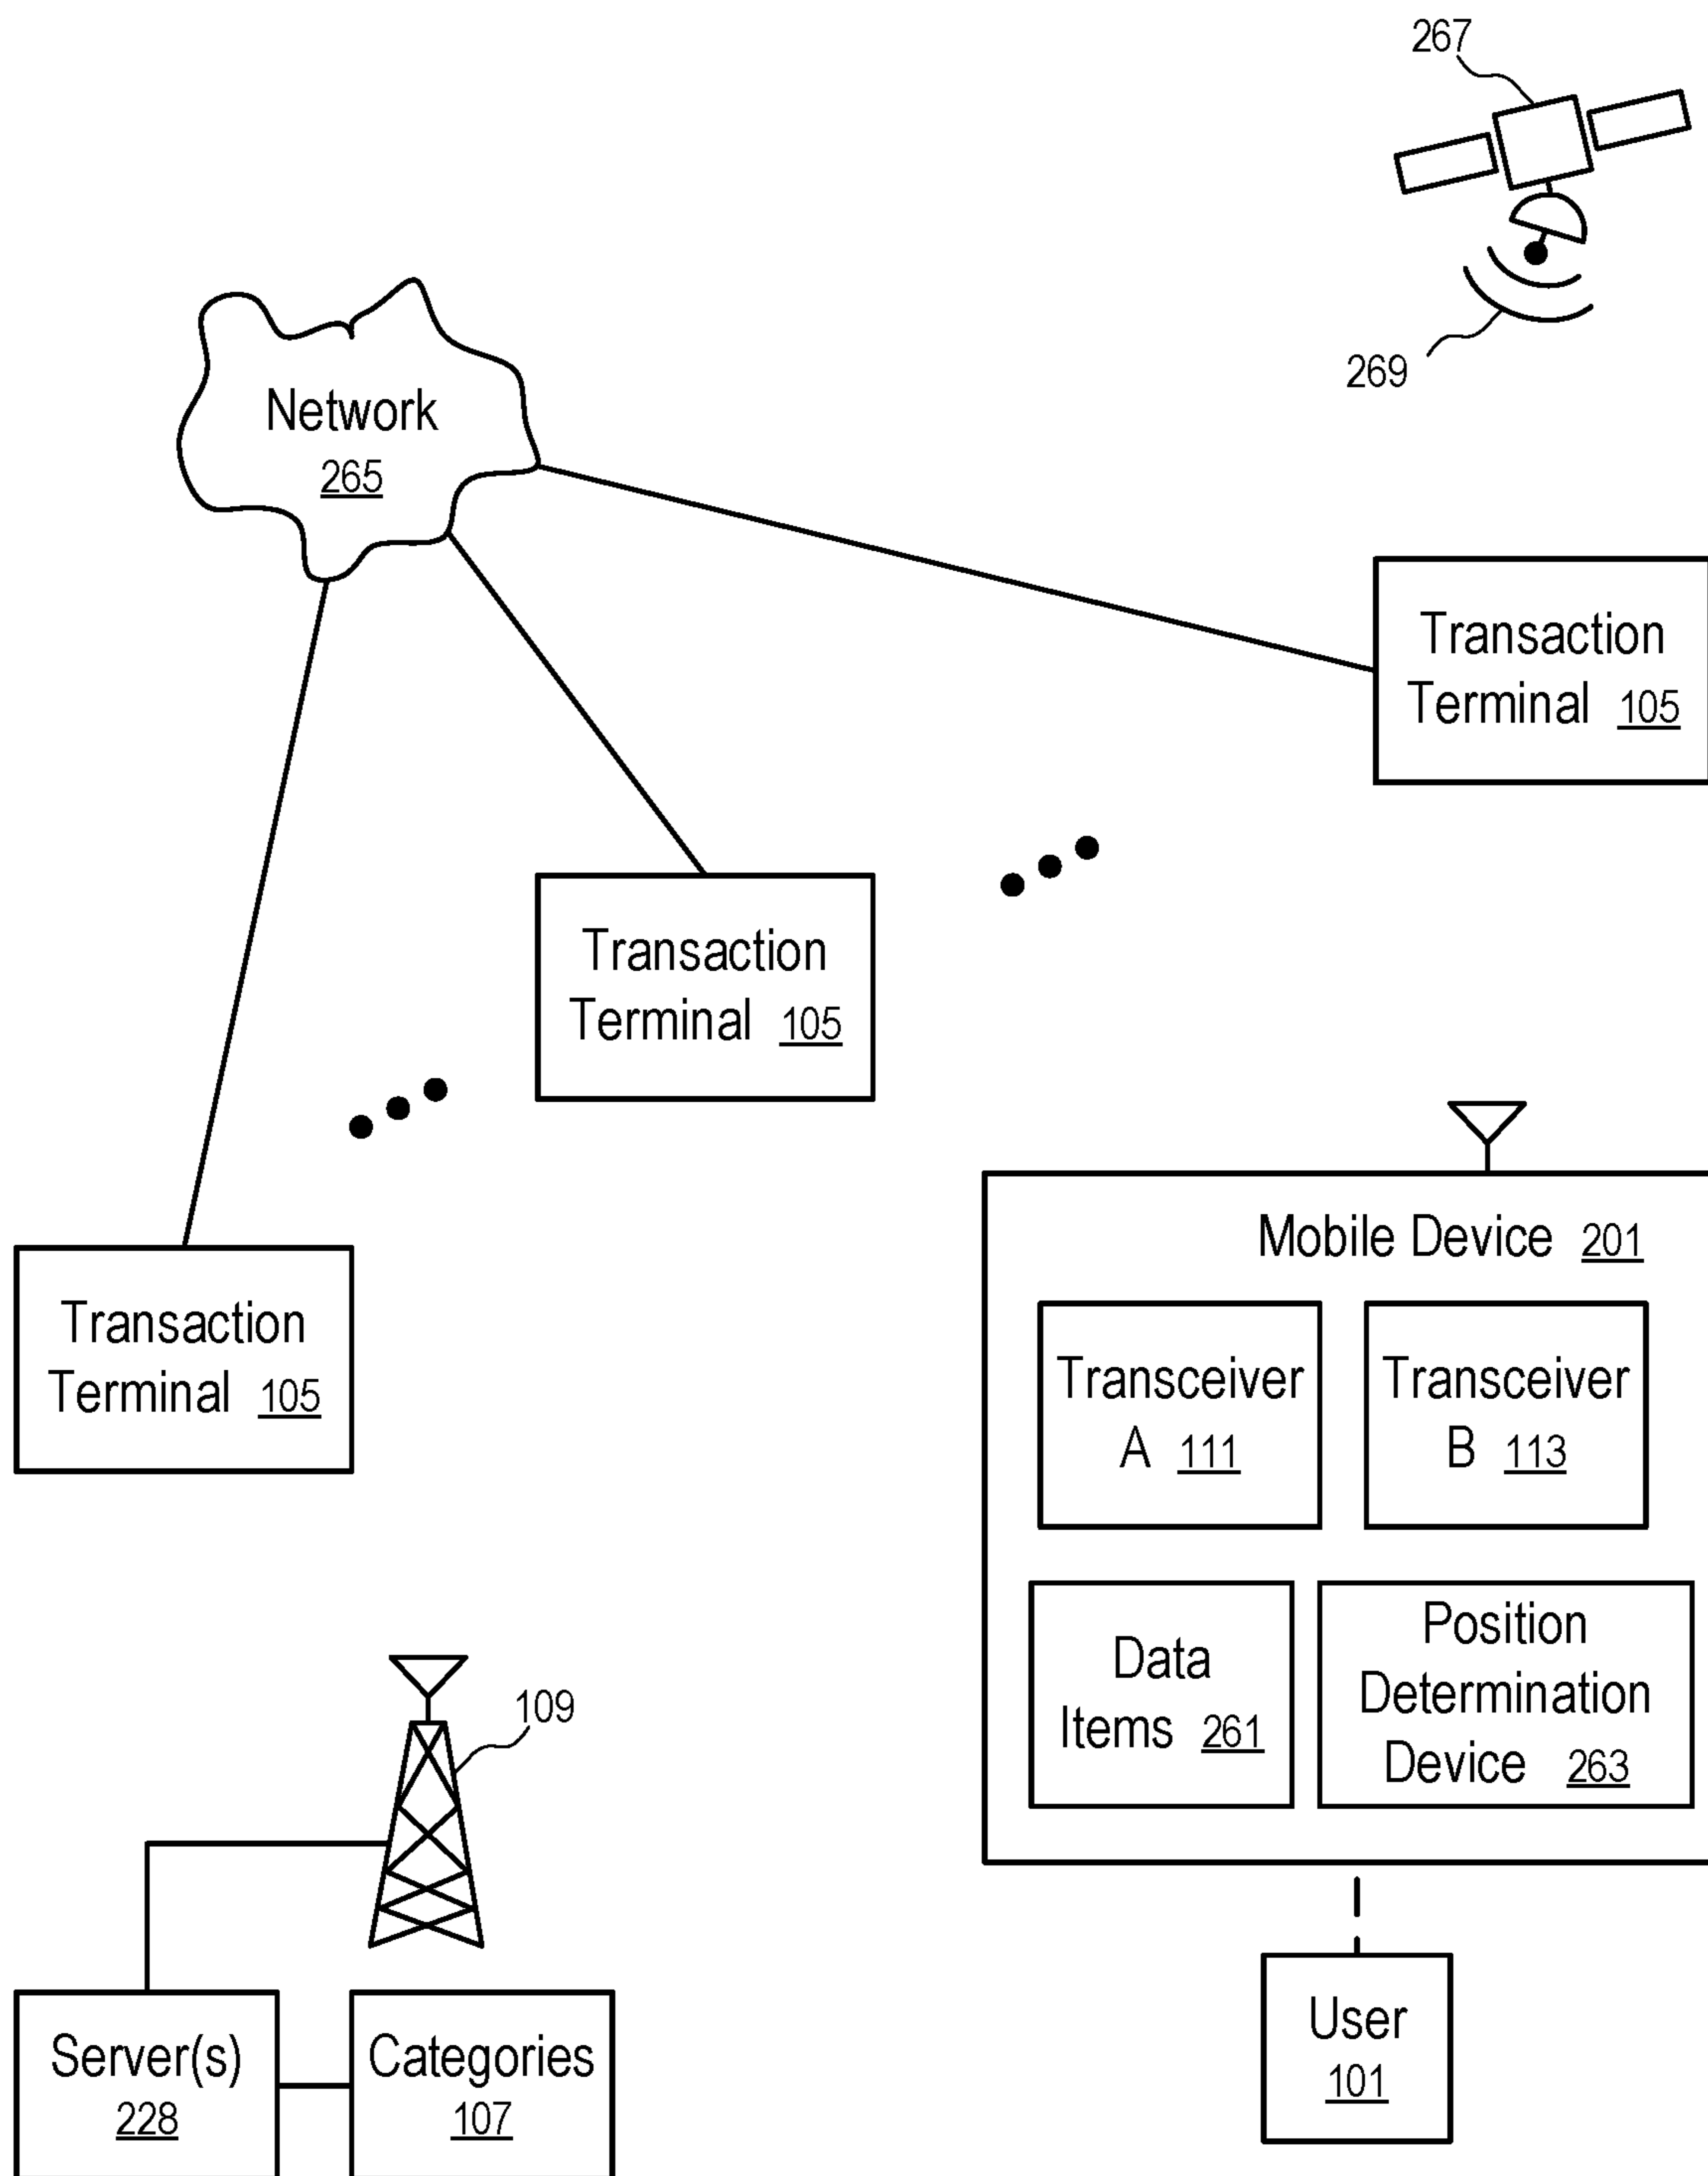 267
269
Network
265
Transaction
Terminal 105
Transaction
Terminal 105
Transaction
Terminal 105
Mobile Device 201
Transceiver
A 111
Transceiver
B 113
Data
Items 261
Position
Determination
Device 263
109
Server(s)
228
Categories
107
User
101